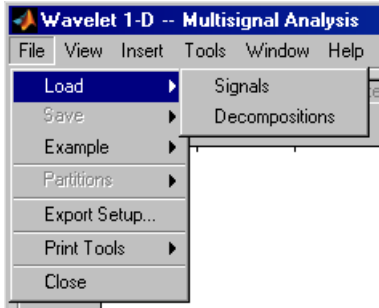 Wavelet 1-D -- Multisignal Analysis
File View Insert Tools Window Help
Load Signals
Save Decompositions
Example
Partitions
Export Setup...
Print Tools
Close